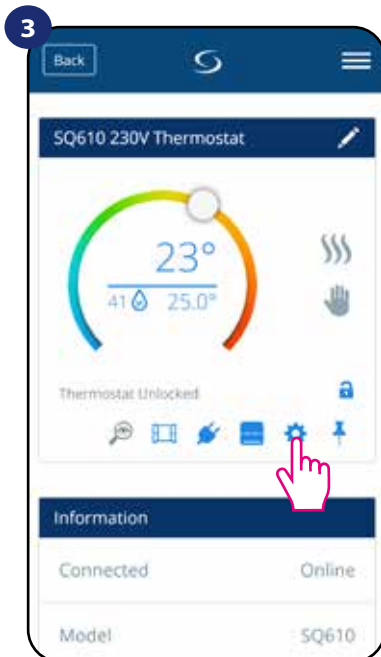 3
Back
SQ610 230V Thermostat
23°
41 25.0°
Thermostat Unlocked
Information
Connected Online
Model SQ610